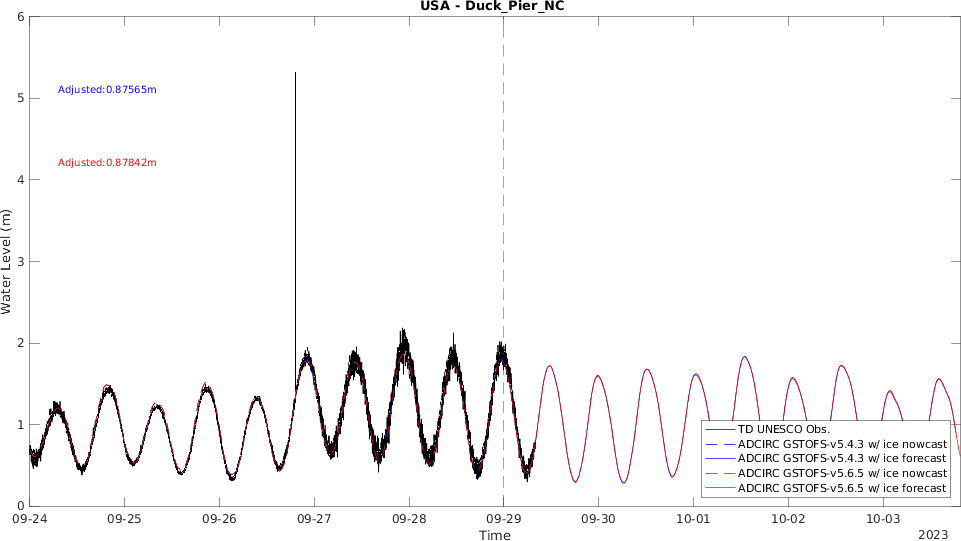 USA - Duck_Pier_NC
6
5
4
3
2
1
0
Water Level (m)
Adjusted:0.87565m
Adjusted:0.87842m
TD UNESCO Obs.
ADCIRC GSTOFS-v5.4.3 w/ ice nowcast
ADCIRC GSTOFS-v5.4.3 w/ ice forecast
ADCIRC GSTOFS-v5.6.5 w/ ice nowcast
ADCIRC GSTOFS-v5.6.5 w/ ice forecast
09-24 09-25 09-26 09-27 09-28 09-29 09-30 10-01 10-02 10-03
Time
2023